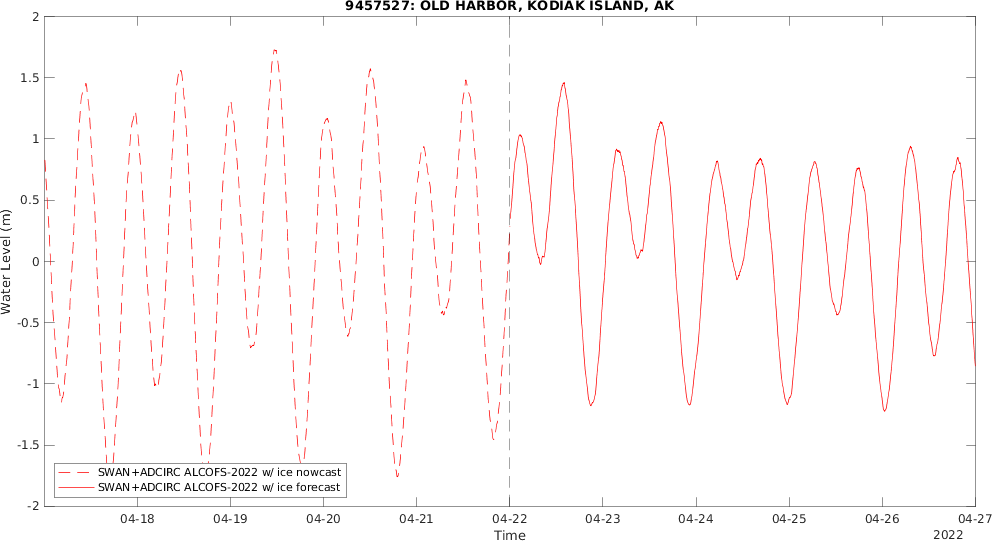 9457527: OLD HARBOR, KODIAK ISLAND, AK
2
1.5
1
0.5
0
-0.5
-1
-1.5
-2
Water Level (m)
SWAN+ADCIRC ALCOFS-2022 w/ ice nowcast
SWAN+ADCIRC ALCOFS-2022 w/ ice forecast
04-18 04-19 04-20 04-21 04-22 04-23 04-24 04-25 04-26 04-27
Time
2022